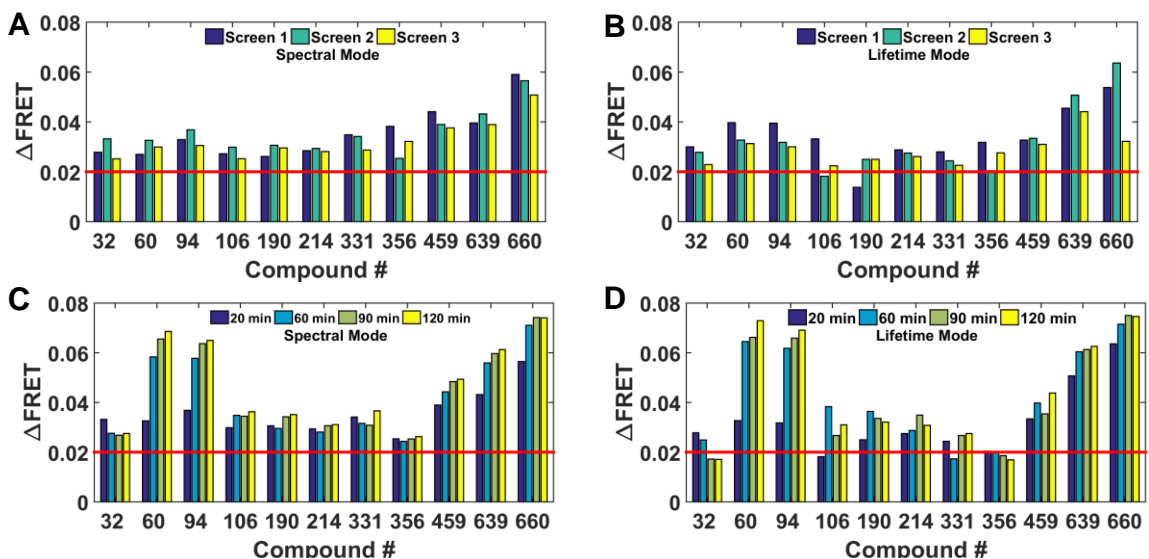 A
0.08
0.06
0.04
0.02
0
ΔFRET
Screen 1 Screen 2 Screen 3
Spectral Mode
32 60 94 106 190 214 331 356 459 639 660
Compound #
B
0.08
0.06
0.04
0.02
0
ΔFRET
Screen 1 Screen 2 Screen 3
Lifetime Mode
32 60 94 106 190 214 331 356 459 639 660
Compound #
C
0.08
0.06
0.04
0.02
0
ΔFRET
20 min 60 min 90 min 120 min
Spectral Mode
32 60 94 106 190 214 331 356 459 639 660
Compound #
D
0.08
0.06
0.04
0.02
0
ΔFRET
20 min 60 min 90 min 120 min
Lifetime Mode
32 60 94 106 190 214 331 356 459 639 660
Compound #